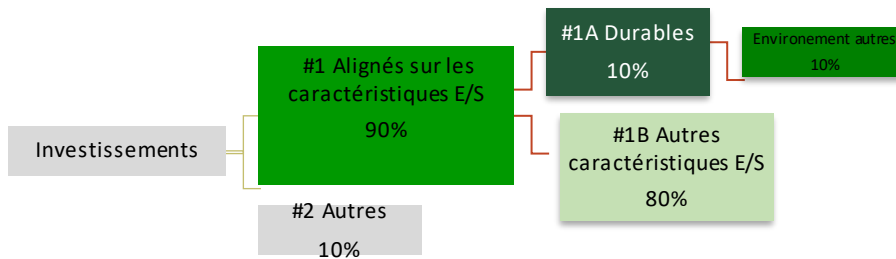 Investissements
#1 Alignés sur les
caractéristiques E/S
90%
#2 Autres
10%
#1A Durables
10%
Environement autres
10%
#1B Autres
caractéristiques E/S
80%